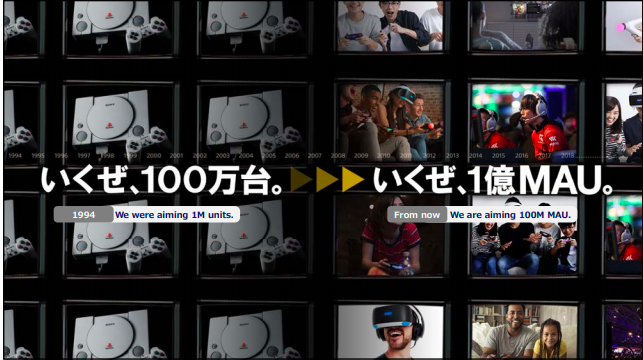 1994 1995 1996 1997 1998 1999 2000 2001 2002 2003 2004 2005 2006 2007 2008 2009 2010 2011 2012 2013 2014 2015 2016 2017 2018
いくぜ、100万台。
いくぜ、1億MAU。
1994 We were aiming 1M units.
From now We are aiming 100M MAU.